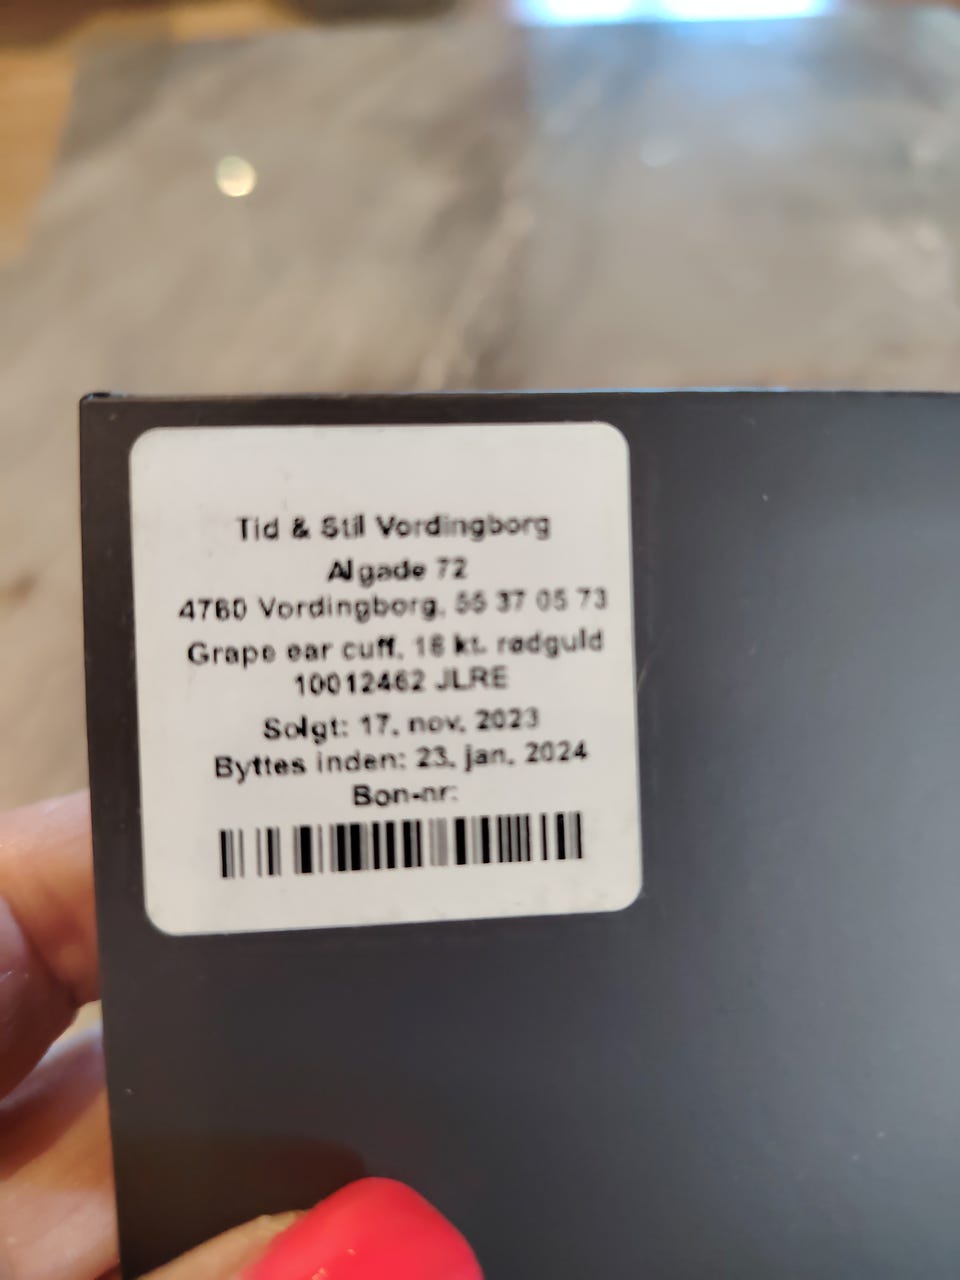 Tid & Stil Vordingborg
Algade 72
4760 Vordingborg, 55 37 05 73
Grape ear cuff, 18 kt. rødguld
10012462 JLRE
Solgt: 17. nov. 2023
Byttes inden: 23. jan. 2024
Bon-nr: